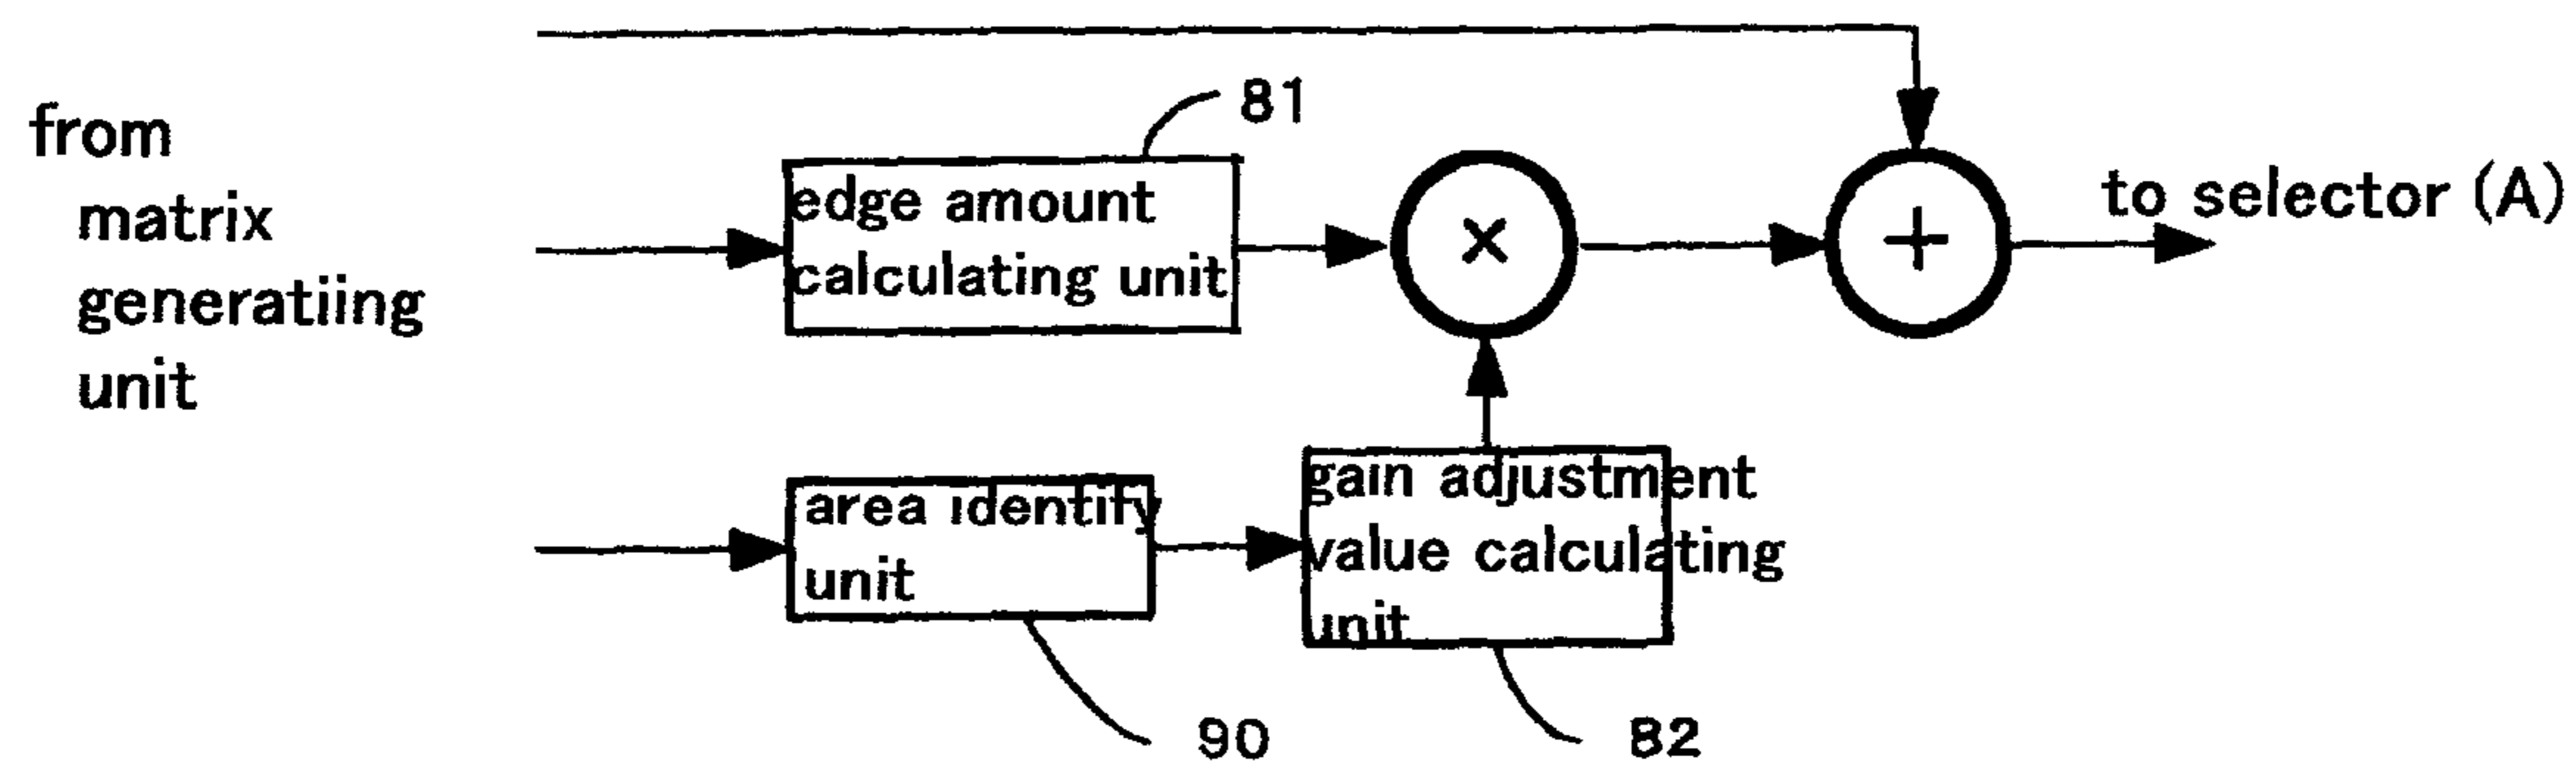 from
matrix
generatiing
unit
81
edge amount
calculating unit
×
+
to selector (A)
area identify
unit
gain adjustment
value calculating
unit
90
82